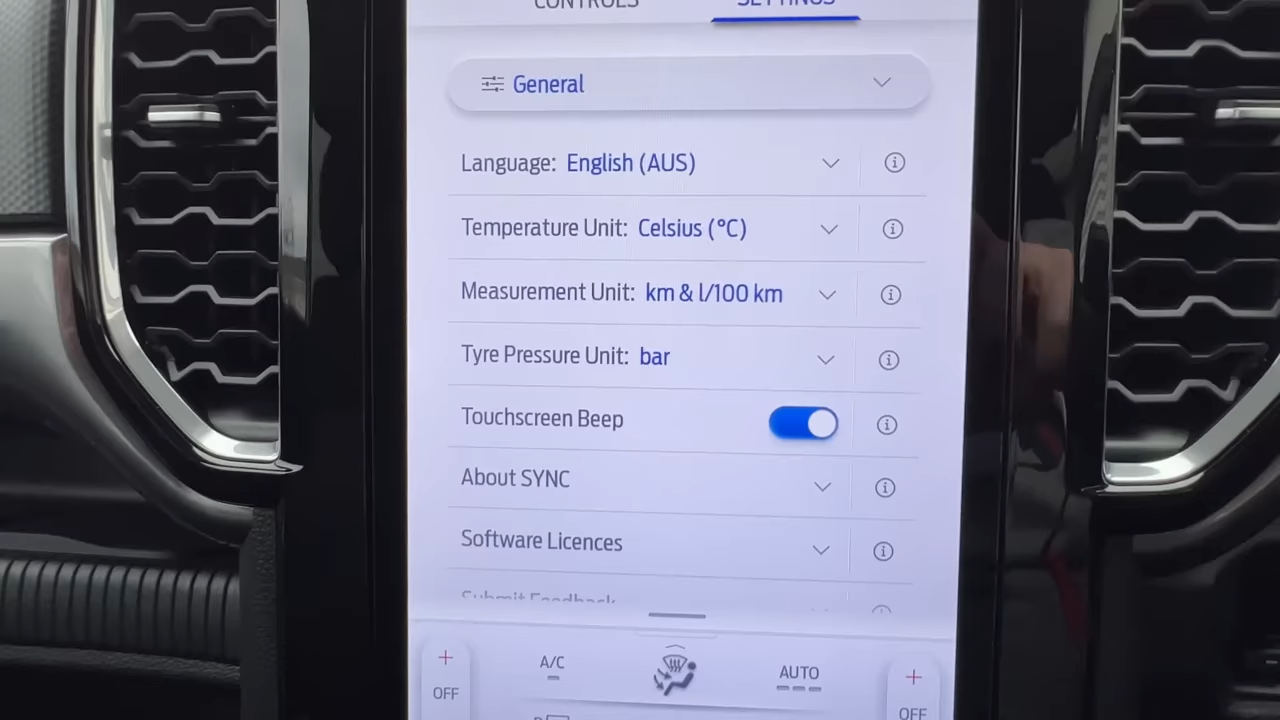 CONTROLS
SETTINGS
General
Language: English (AUS)
Temperature Unit: Celsius (°C)
Measurement Unit: km & l/100 km
Tyre Pressure Unit: bar
Touchscreen Beep
About SYNC
Software Licences
Submit Feedback
+
A/C
AUTO
+
OFF
OFF